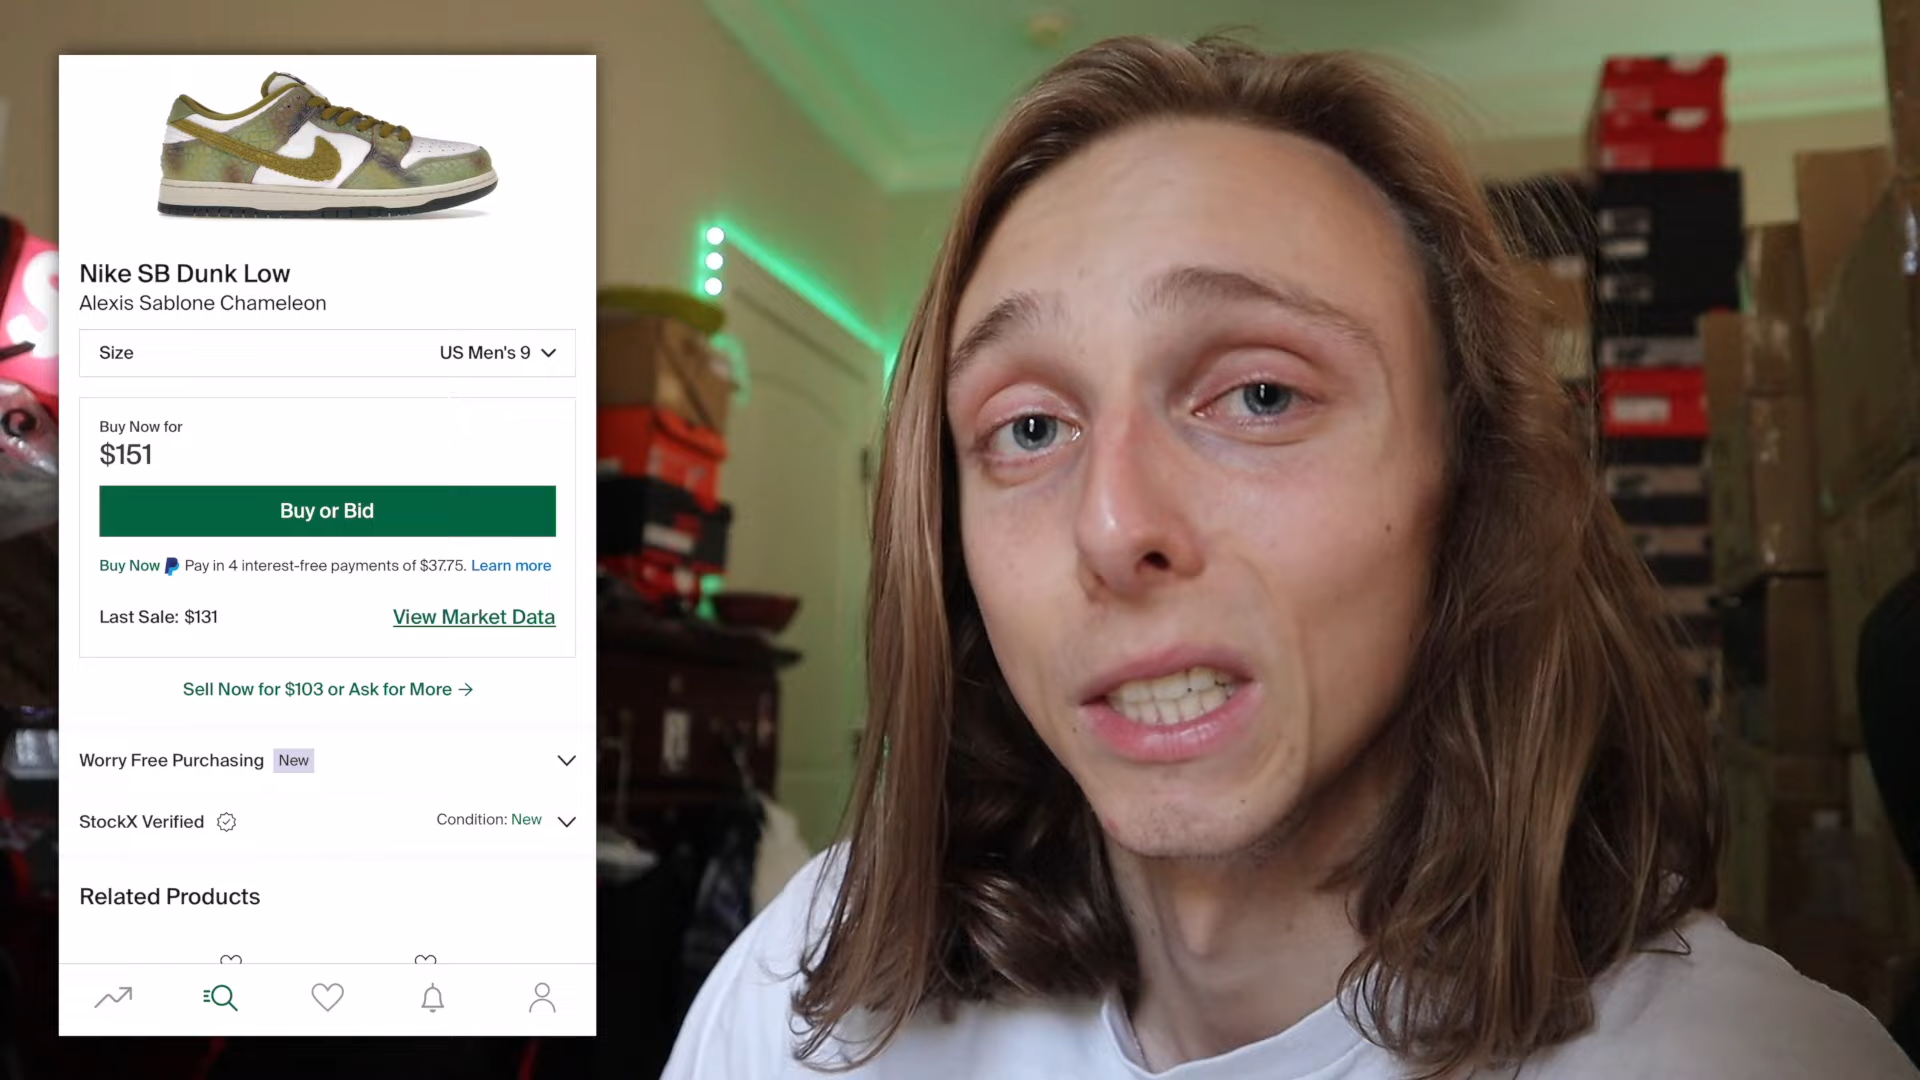 Nike SB Dunk Low
Alexis Sablone Chameleon
Size US Men's 9
Buy Now for
$151
Buy or Bid
Buy Now Pay in 4 interest-free payments of $37.75. Learn more
Last Sale: $131 View Market Data
Sell Now for $103 or Ask for More →
Worry Free Purchasing New
StockX Verified Condition: New
Related Products